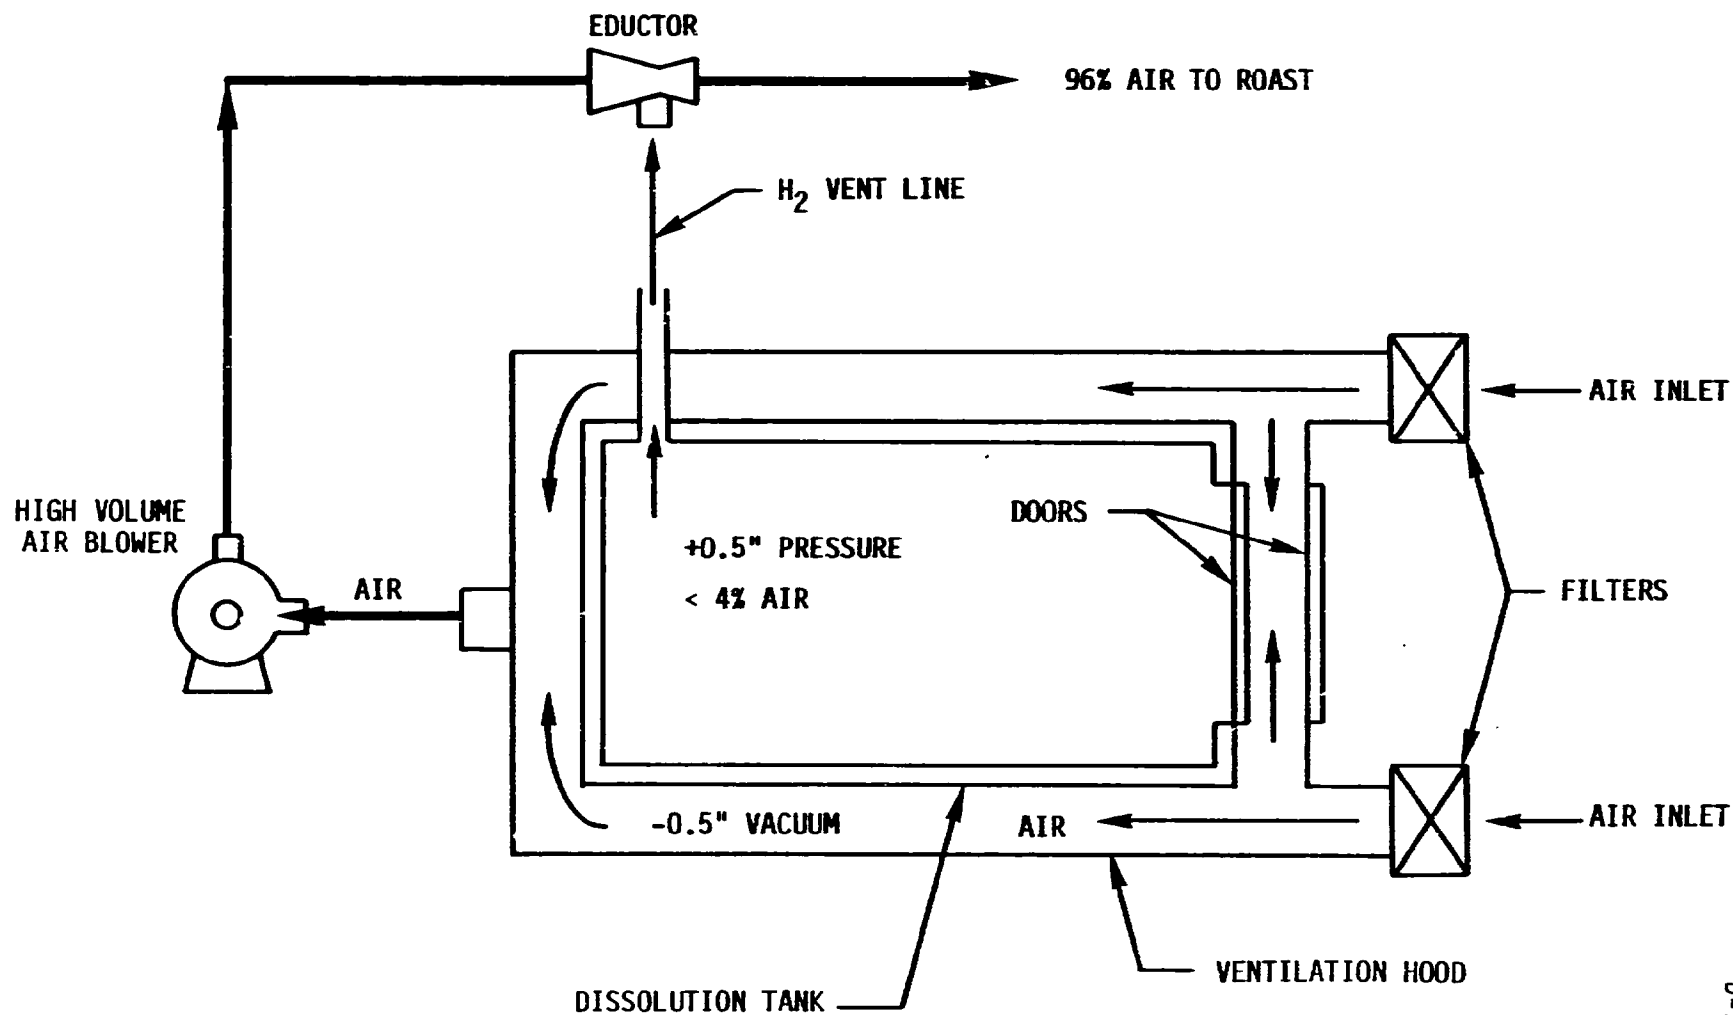 EDUCTOR
96% AIR TO ROAST
H2 VENT LINE
AIR INLET
HIGH VOLUME
AIR BLOWER
AIR
DOORS
+0.5" PRESSURE
< 4% AIR
FILTERS
-0.5" VACUUM
AIR
AIR INLET
VENTILATION HOOD
DISSOLUTION TANK